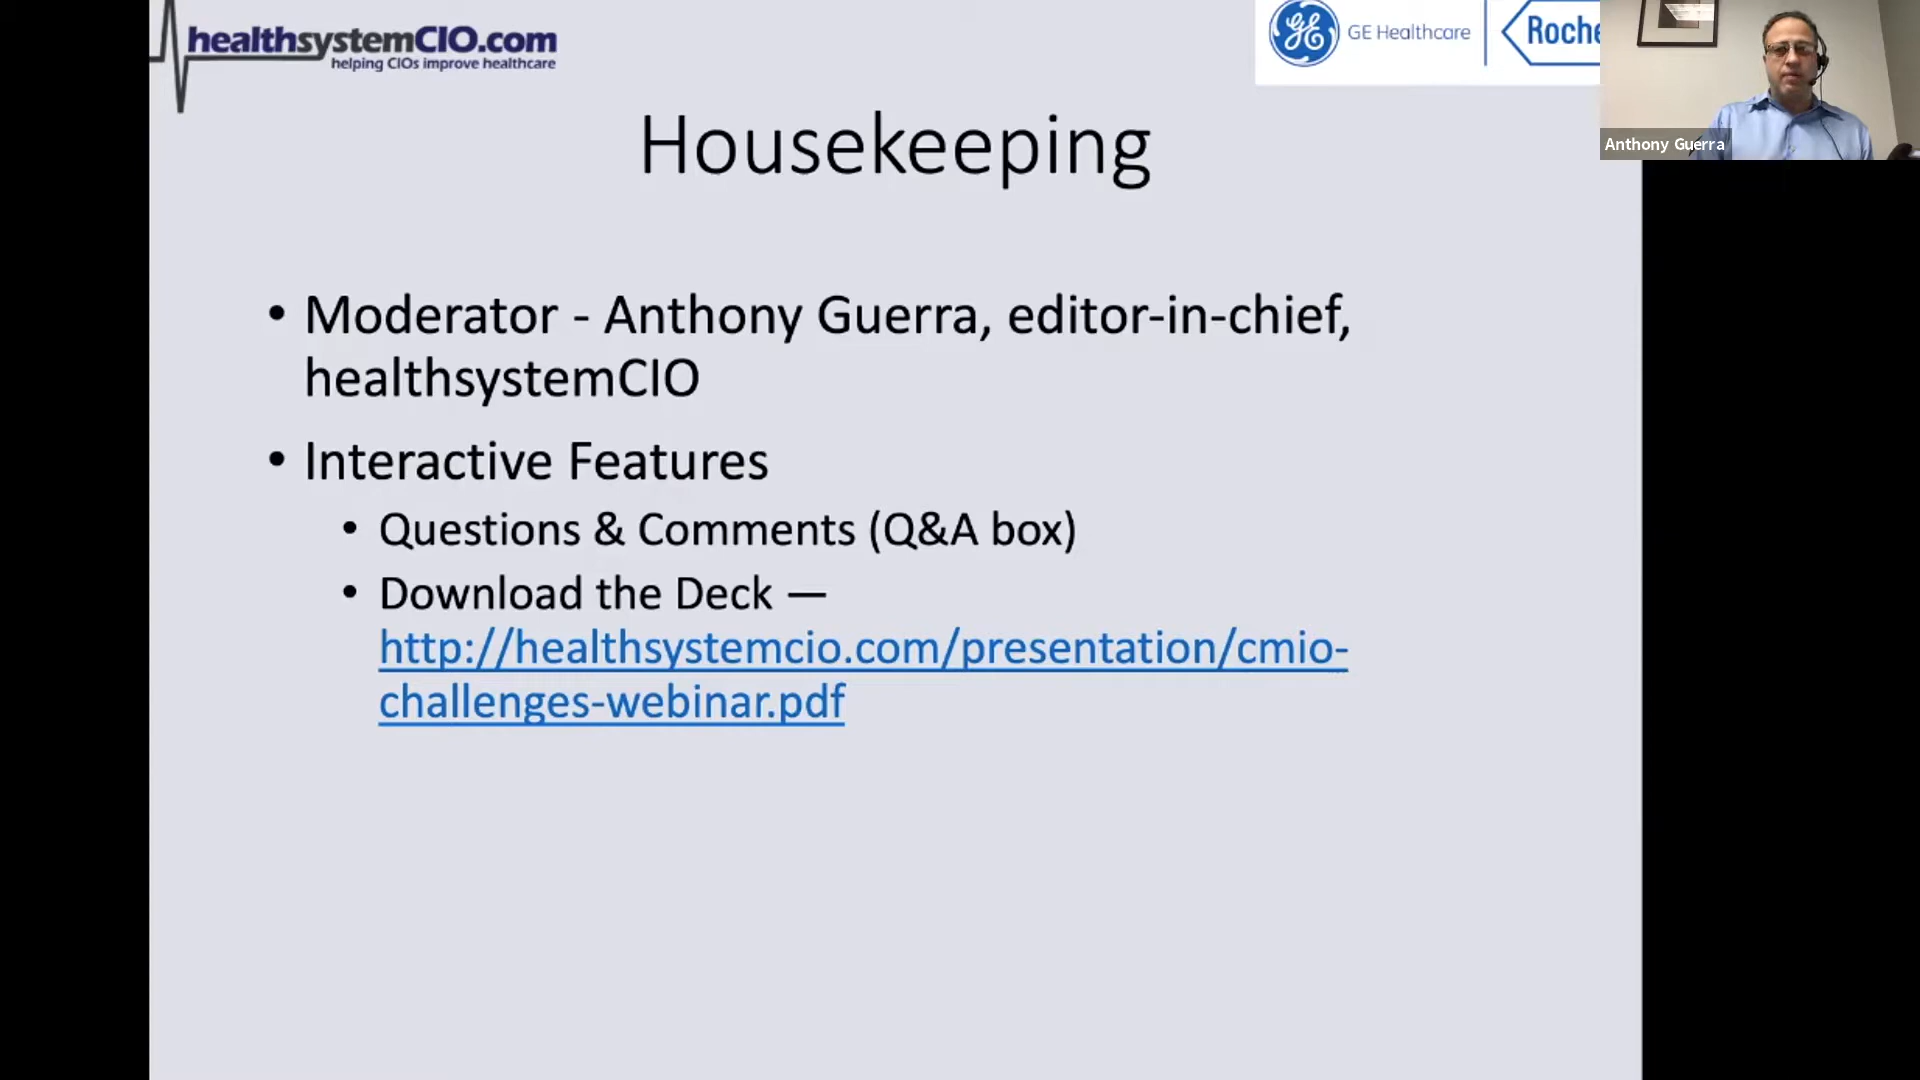 healthsystemCIO.com
helping CIOs improve healthcare
GE Healthcare
Roche
Anthony Guerra
Housekeeping
• Moderator - Anthony Guerra, editor-in-chief,
healthsystemCIO
• Interactive Features
• Questions & Comments (Q&A box)
• Download the Deck —
http://healthsystemcio.com/presentation/cmio-
challenges-webinar.pdf